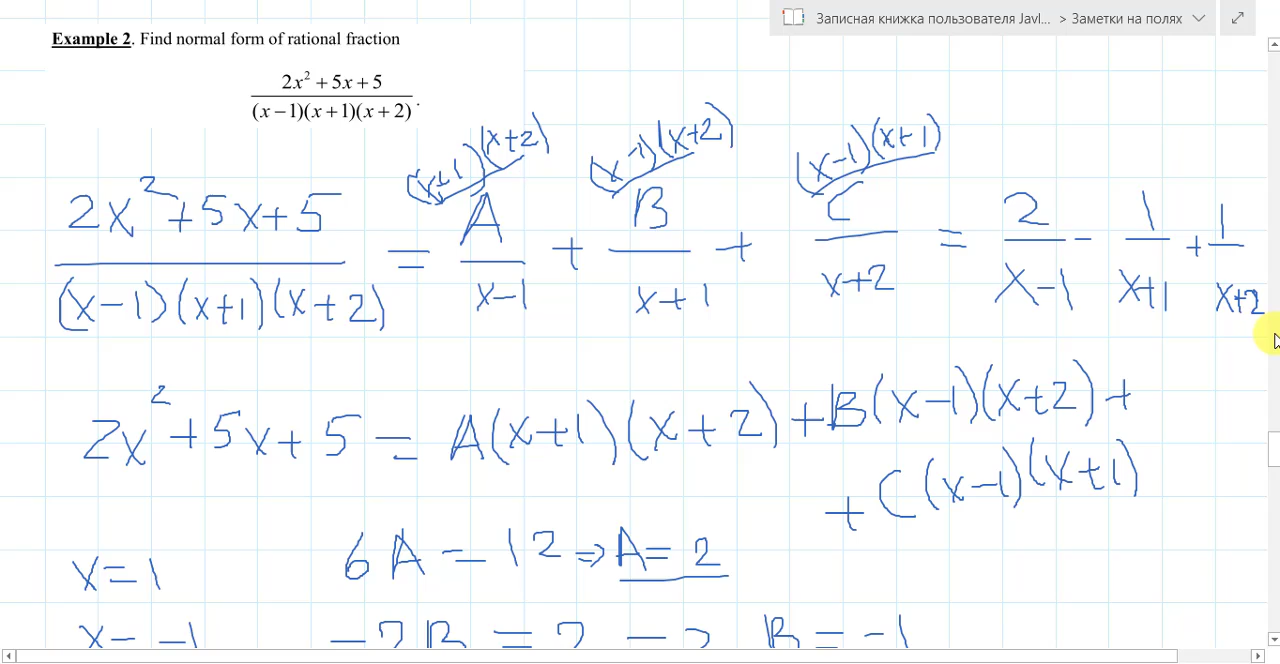 Записная книжка пользователя Javl... > Заметки на полях
Example 2. Find normal form of rational fraction
2x² + 5x + 5
(x − 1)(x + 1)(x + 2) .
(x+1)(x+2) (x−1)(x+2) (x−1)(x+1)
2x² + 5x + 5 / (x−1)(x+1)(x+2) = A / x−1 + B / x+1 + C / x+2 = 2 / x−1 − 1 / x+1 + 1 / x+2
2x² + 5x + 5 = A(x+1)(x+2) + B(x−1)(x+2) +
+ C(x−1)(x+1)
x = 1 6A = 12 ⇒ A = 2
x = −1 B = −1